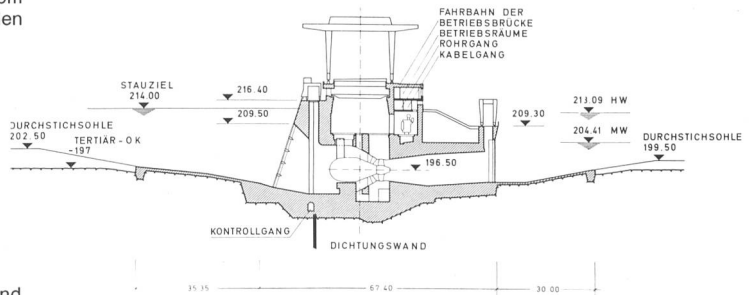 en
FAHRBAHN DER
BETRIEBSBRÜCKE
BETRIEBSRÄUME
ROHRGANG
KABELGANG
STAUZIEL
214.00
216.40
209.50
209.30
213.09 HW
204.41 MW
DURCHSTICHSOHLE
202.50
TERTIÄR-OK
~197
DURCHSTICHSOHLE
199.50
196.50
KONTROLLGANG
DICHTUNGSWAND
35.35
67.40
30.00
nd